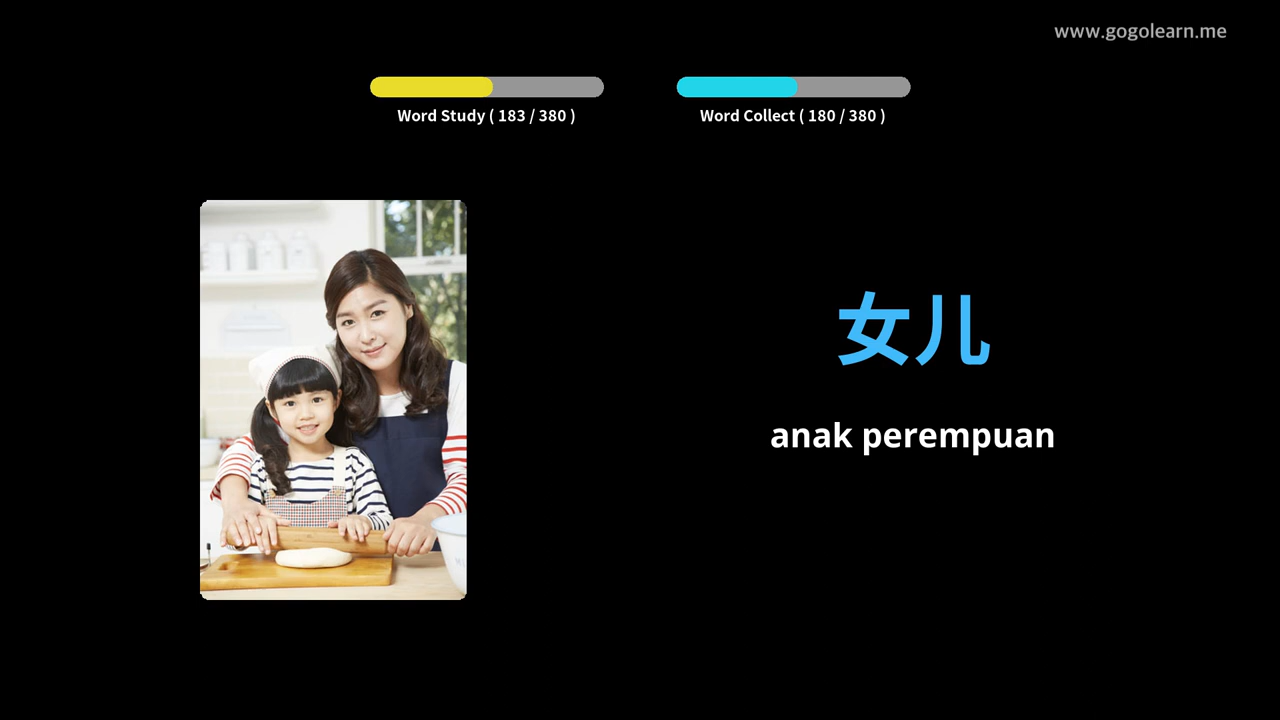 www.gogolearn.me
Word Study ( 183 / 380 )
Word Collect ( 180 / 380 )
女儿
anak perempuan